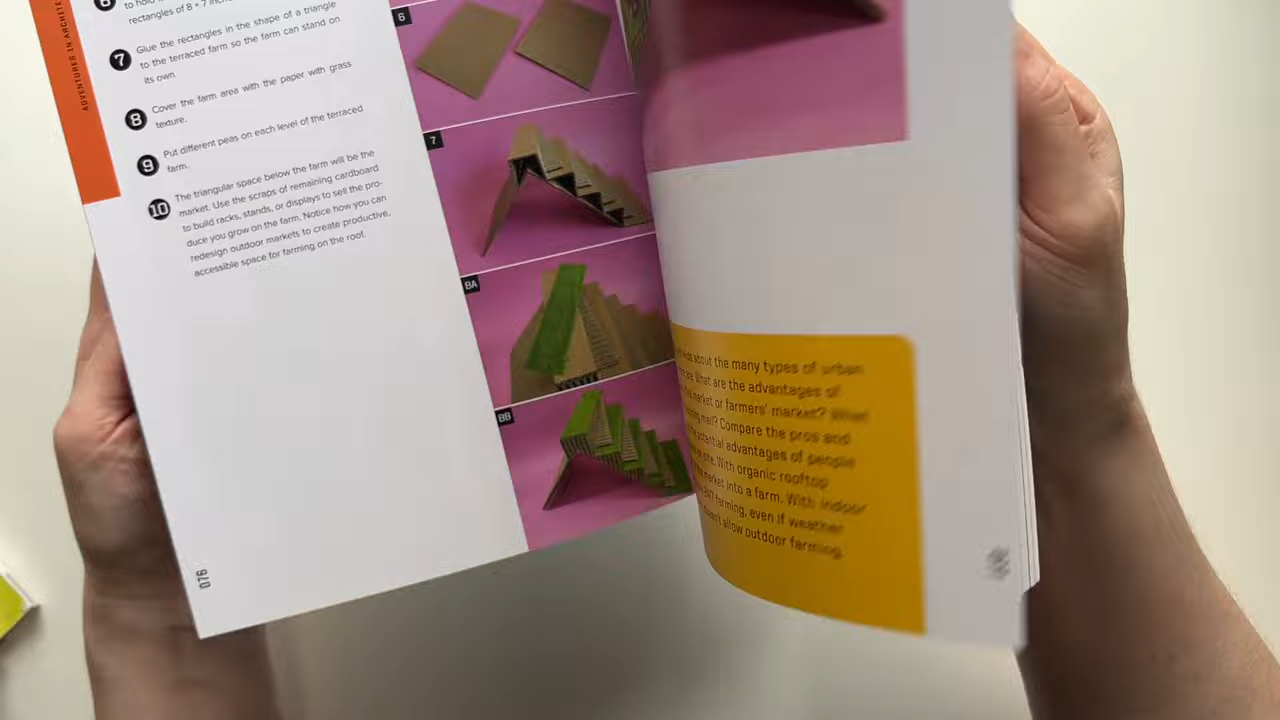 ADVENTURES IN ARCHITE
6
rectangles of 8 × 7 inch
7 Glue the rectangles in the shape of a triangle
to the terraced farm so the farm can stand on
its own.
8 Cover the farm area with the paper with grass
texture.
9 Put different peas on each level of the terraced
farm.
10 The triangular space below the farm will be the
market. Use the scraps of remaining cardboard
to build racks, stands, or displays to sell the pro-
duce you grow on the farm. Notice how you can
redesign outdoor markets to create productive,
accessible space for farming on the roof.
076
6
7
8A
8B
about the many types of urban
What are the advantages of
market or farmers' market? What
mall? Compare the pros and
potential advantages of people
site. With organic rooftop
market into a farm. With indoor
farming, even if weather
doesn't allow outdoor farming.